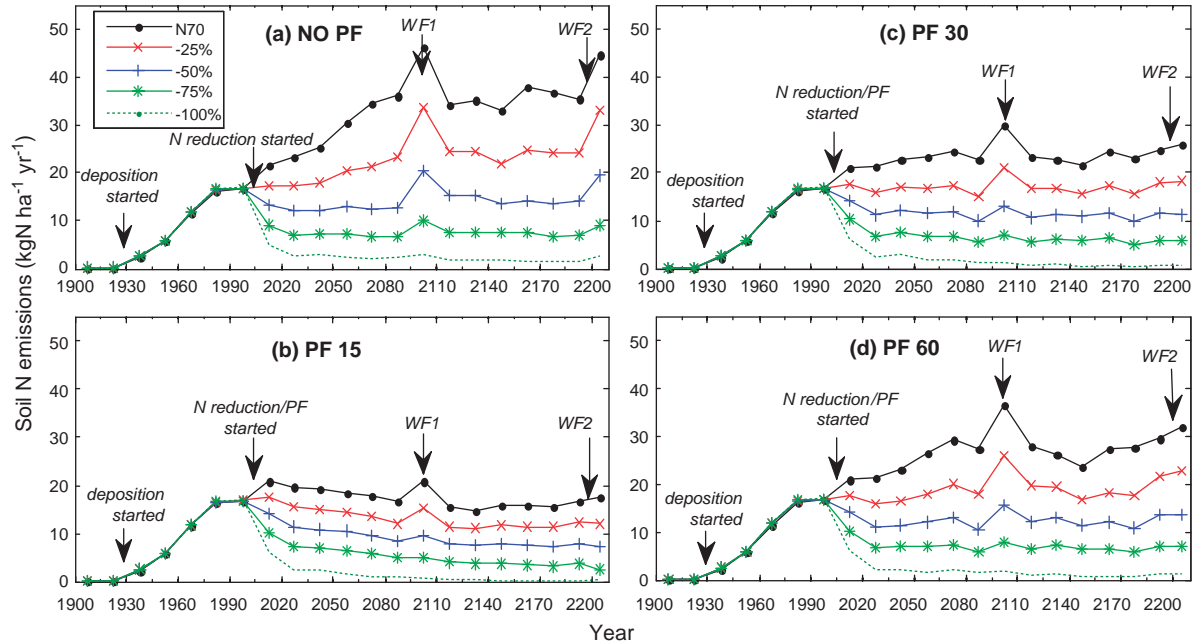 Soil N emissions (kgN ha⁻¹ yr⁻¹)
N70
-25%
-50%
-75%
-100%
(a) NO PF
WF1
WF2
N reduction started
deposition
started
50
40
30
20
10
0
1900 1930 1960 1990 2020 2050 2080 2110 2140 2170 2200
(c) PF 30
WF1
WF2
N reduction/PF
started
deposition
started
50
40
30
20
10
0
1900 1930 1960 1990 2020 2050 2080 2110 2140 2170 2200
(b) PF 15
N reduction/PF
started
WF1
WF2
deposition
started
50
40
30
20
10
0
1900 1930 1960 1990 2020 2050 2080 2110 2140 2170 2200
(d) PF 60
WF1
WF2
N reduction/PF
started
deposition
started
50
40
30
20
10
0
1900 1930 1960 1990 2020 2050 2080 2110 2140 2170 2200
Year